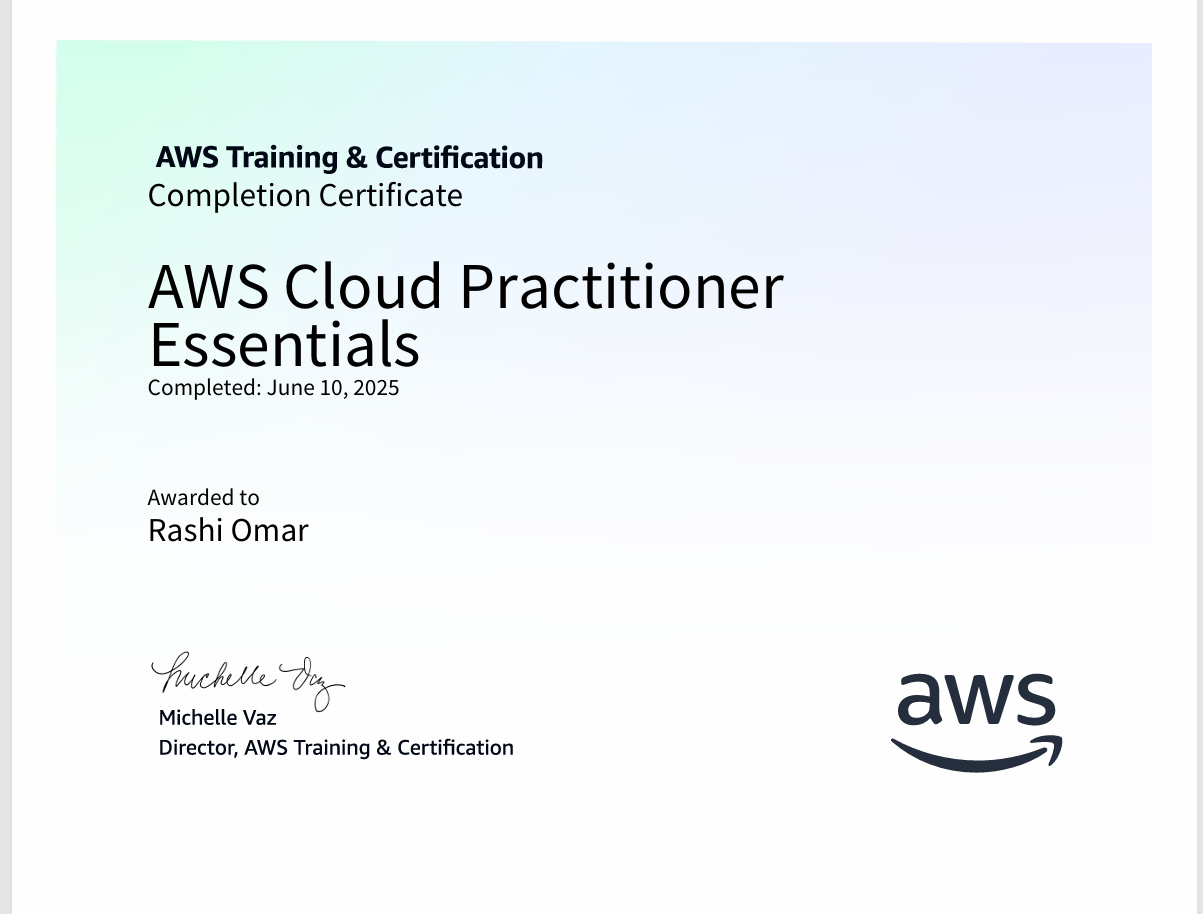 AWS Training & Certification
Completion Certificate
AWS Cloud Practitioner
Essentials
Completed: June 10, 2025
Awarded to
Rashi Omar
Michelle Vaz
Michelle Vaz
Director, AWS Training & Certification
aws